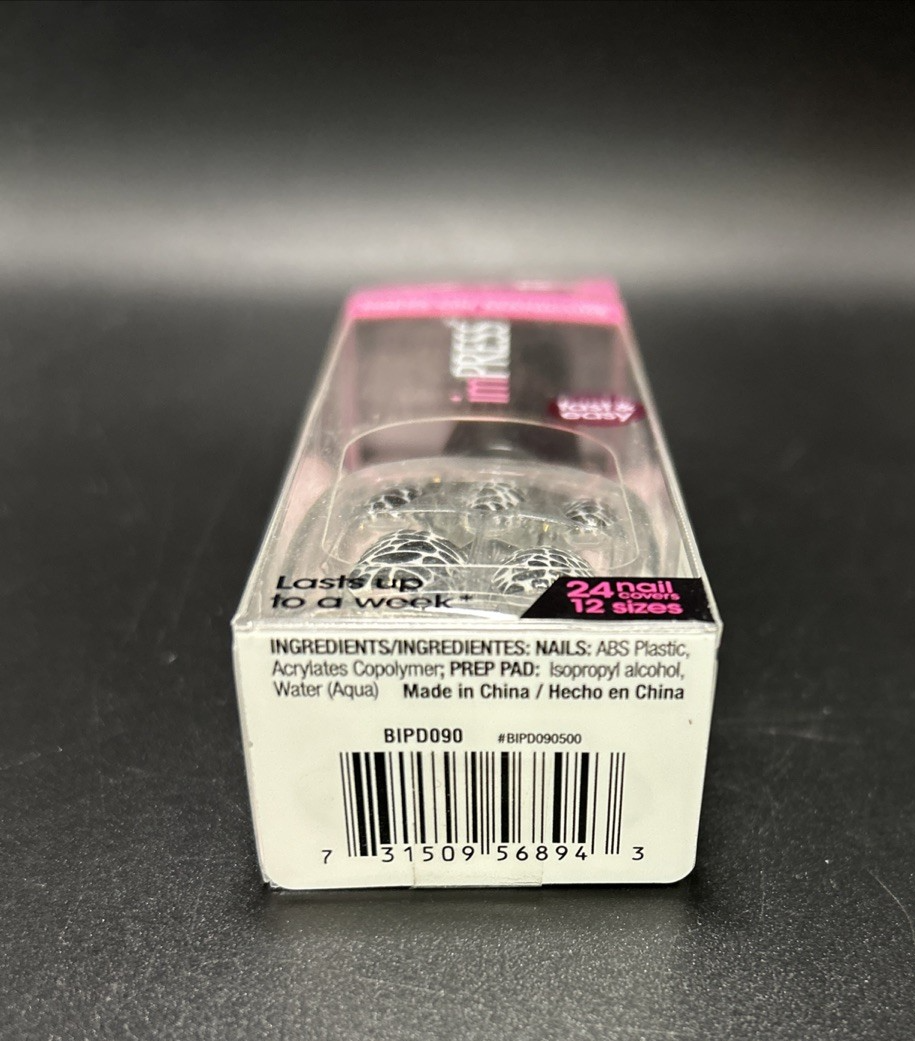 imPRESS
fast &
easy
Lasts up
to a week+
24 nail
covers
12 sizes
INGREDIENTS/INGREDIENTES: NAILS: ABS Plastic,
Acrylates Copolymer; PREP PAD: Isopropyl alcohol,
Water (Aqua) Made in China / Hecho en China
BIPD090 #BIPD090500
7 31509 56894 3